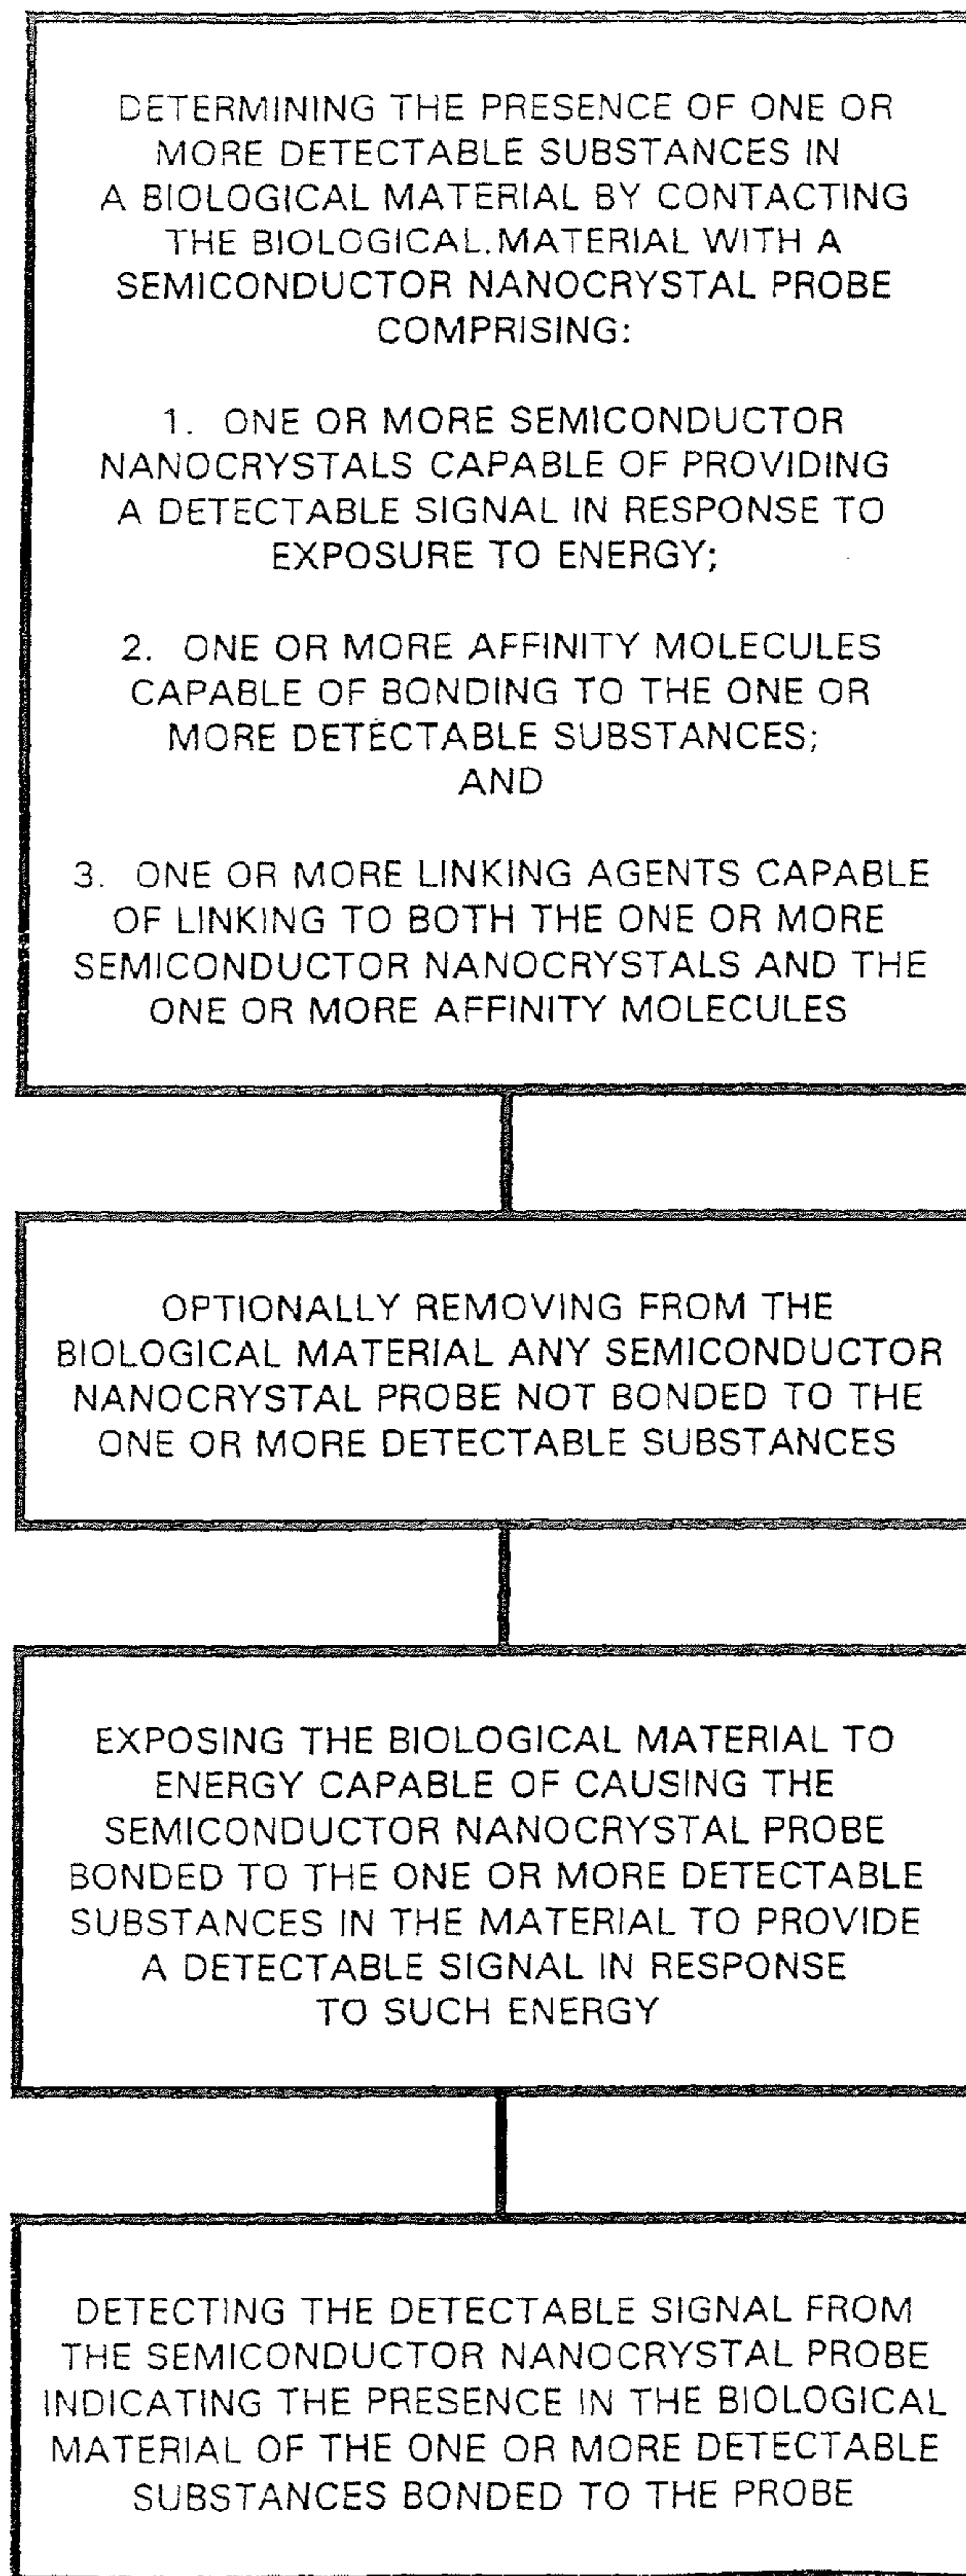 DETERMINING THE PRESENCE OF ONE OR
MORE DETECTABLE SUBSTANCES IN
A BIOLOGICAL MATERIAL BY CONTACTING
THE BIOLOGICAL.MATERIAL WITH A
SEMICONDUCTOR NANOCRYSTAL PROBE
COMPRISING:
1. ONE OR MORE SEMICONDUCTOR
NANOCRYSTALS CAPABLE OF PROVIDING
A DETECTABLE SIGNAL IN RESPONSE TO
EXPOSURE TO ENERGY;
2. ONE OR MORE AFFINITY MOLECULES
CAPABLE OF BONDING TO THE ONE OR
MORE DETECTABLE SUBSTANCES;
AND
3. ONE OR MORE LINKING AGENTS CAPABLE
OF LINKING TO BOTH THE ONE OR MORE
SEMICONDUCTOR NANOCRYSTALS AND THE
ONE OR MORE AFFINITY MOLECULES
OPTIONALLY REMOVING FROM THE
BIOLOGICAL MATERIAL ANY SEMICONDUCTOR
NANOCRYSTAL PROBE NOT BONDED TO THE
ONE OR MORE DETECTABLE SUBSTANCES
EXPOSING THE BIOLOGICAL MATERIAL TO
ENERGY CAPABLE OF CAUSING THE
SEMICONDUCTOR NANOCRYSTAL PROBE
BONDED TO THE ONE OR MORE DETECTABLE
SUBSTANCES IN THE MATERIAL TO PROVIDE
A DETECTABLE SIGNAL IN RESPONSE
TO SUCH ENERGY
DETECTING THE DETECTABLE SIGNAL FROM
THE SEMICONDUCTOR NANOCRYSTAL PROBE
INDICATING THE PRESENCE IN THE BIOLOGICAL
MATERIAL OF THE ONE OR MORE DETECTABLE
SUBSTANCES BONDED TO THE PROBE